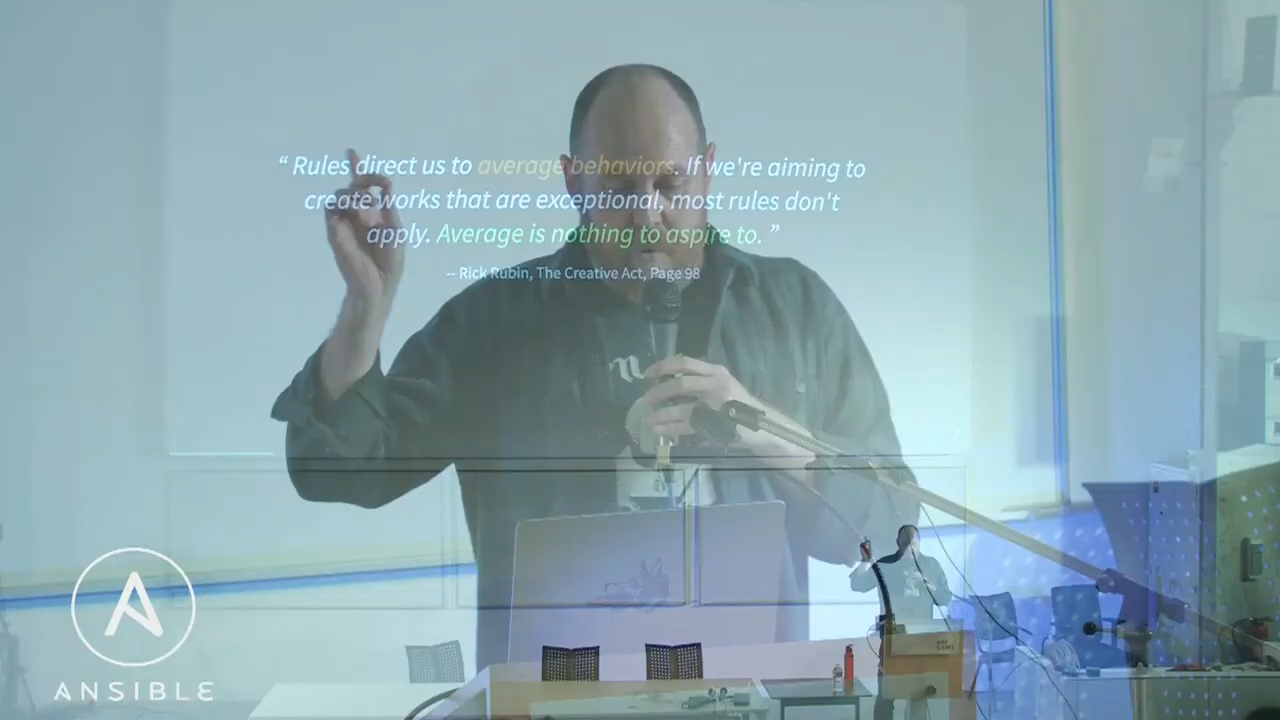 “ Rules direct us to average behaviors. If we're aiming to
create works that are exceptional, most rules don't
apply. Average is nothing to aspire to. ”
-- Rick Rubin, The Creative Act, Page 98
ANSIBLE